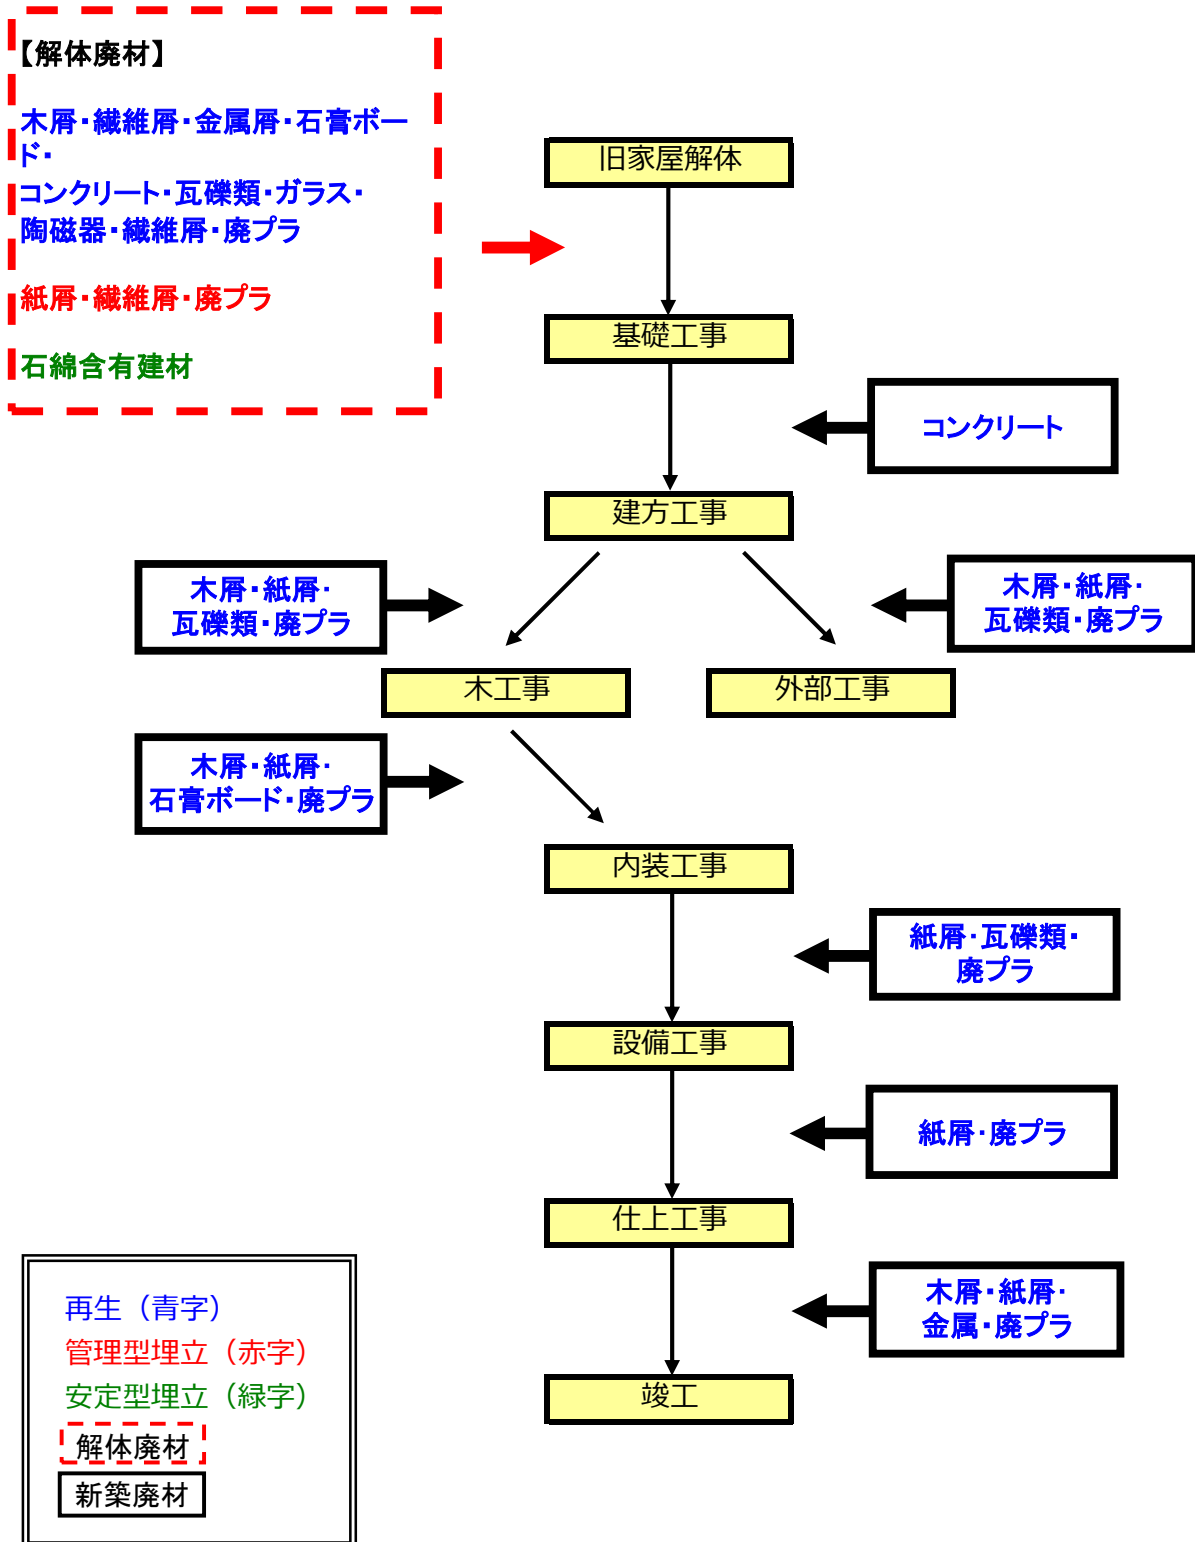 【解体廃材】
木屑・繊維屑・金属屑・石膏ボー
ド・
コンクリート・瓦礫類・ガラス・
陶磁器・繊維屑・廃プラ
紙屑・繊維屑・廃プラ
石綿含有建材
旧家屋解体
基礎工事
コンクリート
建方工事
木屑・紙屑・
瓦礫類・廃プラ
木屑・紙屑・
瓦礫類・廃プラ
木工事
外部工事
木屑・紙屑・
石膏ボード・廃プラ
内装工事
紙屑・瓦礫類・
廃プラ
設備工事
紙屑・廃プラ
仕上工事
木屑・紙屑・
金属・廃プラ
竣工
再生（青字）
管理型埋立（赤字）
安定型埋立（緑字）
解体廃材
新築廃材